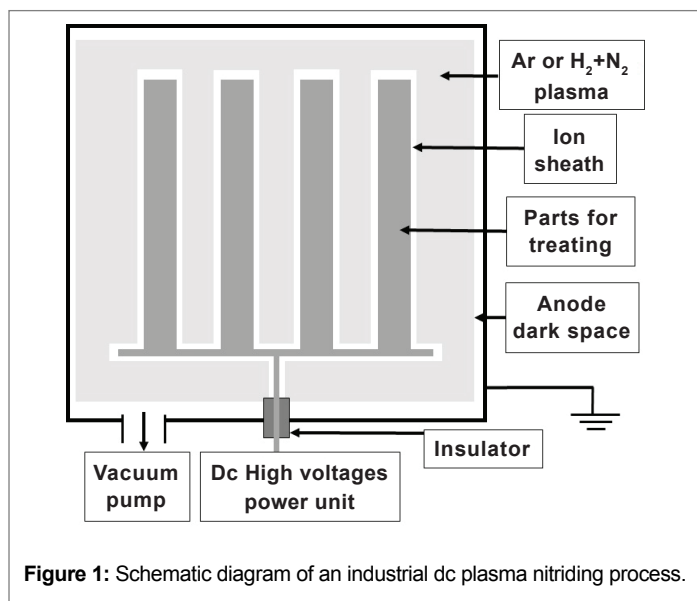 Ar or H2+N2
plasma
Ion
sheath
Parts for
treating
Anode
dark space
Insulator
Vacuum
pump
Dc High voltages
power unit
Figure 1: Schematic diagram of an industrial dc plasma nitriding process.